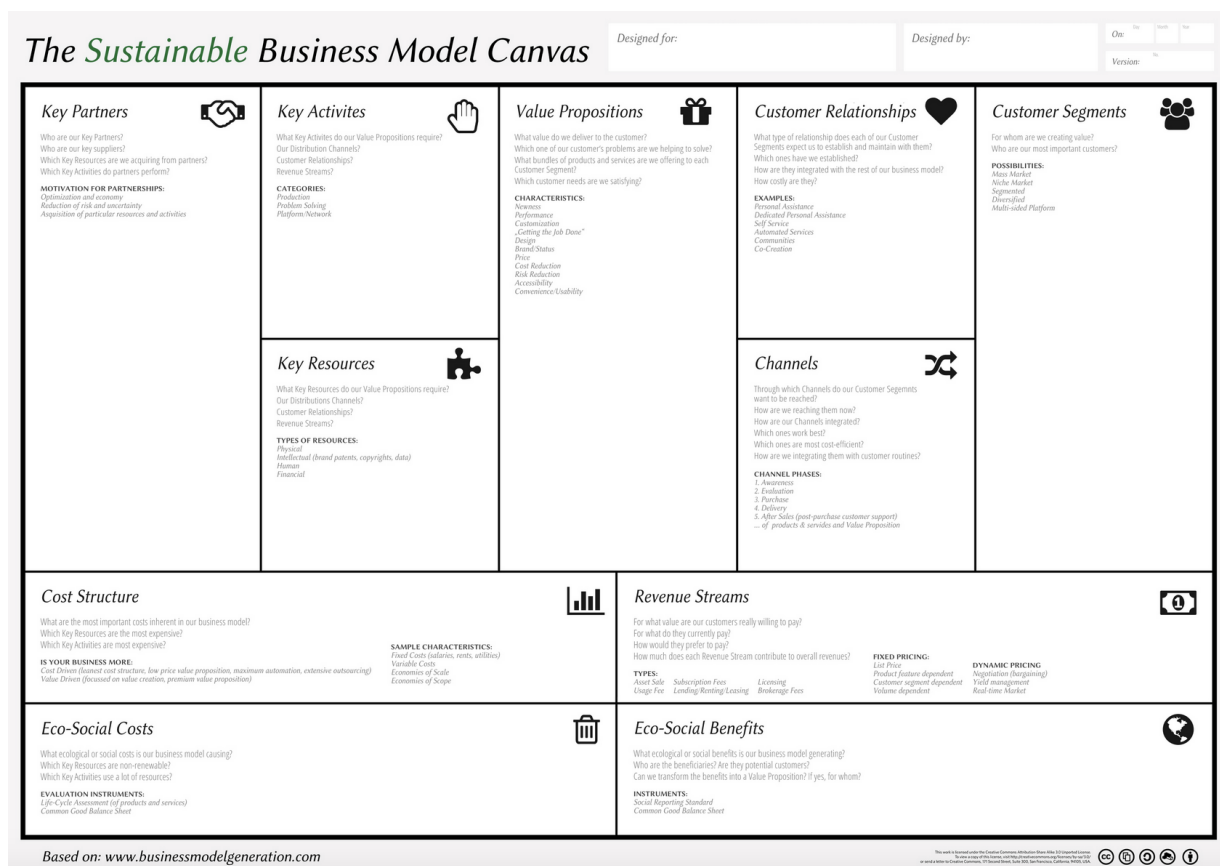 The Sustainable Business Model Canvas
Designed for:
Designed by:
On:
Day
Month
Year
Version:
No.
Key Partners
Who are our Key Partners?
Who are our key suppliers?
Which Key Resources are we acquiring from partners?
Which Key Activities do partners perform?
MOTIVATION FOR PARTNERSHIPS:
Optimization and economy
Reduction of risk and uncertainty
Acquisition of particular resources and activities
Key Activites
What Key Activites do our Value Propositions require?
Our Distribution Channels?
Customer Relationships?
Revenue Streams?
CATEGORIES:
Production
Problem Solving
Platform/Network
Key Resources
What Key Resources do our Value Propositions require?
Our Distributions Channels?
Customer Relationships?
Revenue Streams?
TYPES OF RESOURCES:
Physical
Intellectual (brand patents, copyrights, data)
Human
Financial
Value Propositions
What value do we deliver to the customer?
Which one of our customer's problems are we helping to solve?
What bundles of products and services are we offering to each
Customer Segment?
Which customer needs are we satisfying?
CHARACTERISTICS:
Newness
Performance
Customization
„Getting the Job Done"
Design
Brand/Status
Price
Cost Reduction
Risk Reduction
Accessibility
Convenience/Usability
Customer Relationships
What type of relationship does each of our Customer
Segments expect us to establish and maintain with them?
Which ones have we established?
How are they integrated with the rest of our business model?
How costly are they?
EXAMPLES:
Personal Assistance
Dedicated Personal Assistance
Self Service
Automated Services
Communities
Co-Creation
Channels
Through which Channels do our Customer Segemnts
want to be reached?
How are we reaching them now?
How are our Channels integrated?
Which ones work best?
Which ones are most cost-efficient?
How are we integrating them with customer routines?
CHANNEL PHASES:
1. Awareness
2. Evaluation
3. Purchase
4. Delivery
5. After Sales (post-purchase customer support)
... of products & servides and Value Proposition
Customer Segments
For whom are we creating value?
Who are our most important customers?
POSSIBILITIES:
Mass Market
Niche Market
Segmented
Diversified
Multi-sided Platform
Cost Structure
What are the most important costs inherent in our business model?
Which Key Resources are the most expensive?
Which Key Activities are most expensive?
IS YOUR BUSINESS MORE:
Cost Driven (leanest cost structure, low price value proposition, maximum automation, extensive outsourcing)
Value Driven (focussed on value creation, premium value proposition)
SAMPLE CHARACTERISTICS:
Fixed Costs (salaries, rents, utilities)
Variable Costs
Economies of Scale
Economies of Scope
Revenue Streams
For what value are our customers really willing to pay?
For what do they currently pay?
How would they prefer to pay?
How much does each Revenue Stream contribute to overall revenues?
TYPES:
Asset Sale Subscription Fees Licensing
Usage Fee Lending/Renting/Leasing Brokerage Fees
FIXED PRICING:
List Price
Product feature dependent
Customer segment dependent
Volume dependent
DYNAMIC PRICING
Negotiation (bargaining)
Yield management
Real-time Market
Eco-Social Costs
What ecological or social costs is our business model causing?
Which Key Resources are non-renewable?
Which Key Activities use a lot of resources?
EVALUATION INSTRUMENTS:
Life-Cycle Assessment (of products and services)
Common Good Balance Sheet
Eco-Social Benefits
What ecological or social benefits is our business model generating?
Who are the beneficiaries? Are they potential customers?
Can we transform the benefits into a Value Proposition? If yes, for whom?
INSTRUMENTS:
Social Reporting Standard
Common Good Balance Sheet
Based on: www.businessmodelgeneration.com
This work is licensed under the Creative Commons Attribution-Share Alike 3.0 Unported License